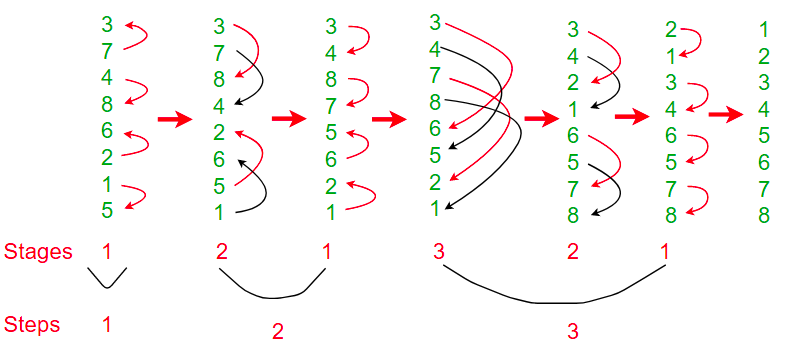 3 3 3 3 3 2 1
7 7 4 4 4 1 2
4 8 8 7 2 3 3
8 4 7 8 1 4 4
6 2 5 6 6 6 5
2 6 6 5 5 5 6
1 5 2 2 7 7 7
5 1 1 1 8 8 8
Stages 1 2 1 3 2 1
Steps 1 2 3